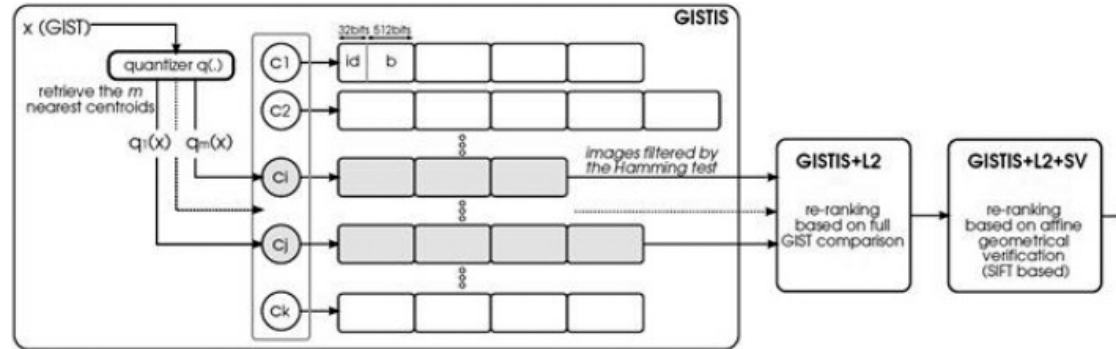 GISTIS
x (GIST)
quantizer q(.)
retrieve the m
nearest centroids
q1(x)
qm(x)
32bits
512bits
c1
id
b
c2
ci
images filtered by
the Hamming test
cj
ck
GISTIS+L2
re-ranking
based on full
GIST comparison
GISTIS+L2+SV
re-ranking
based on affine
geometrical
verification
(SIFT based)